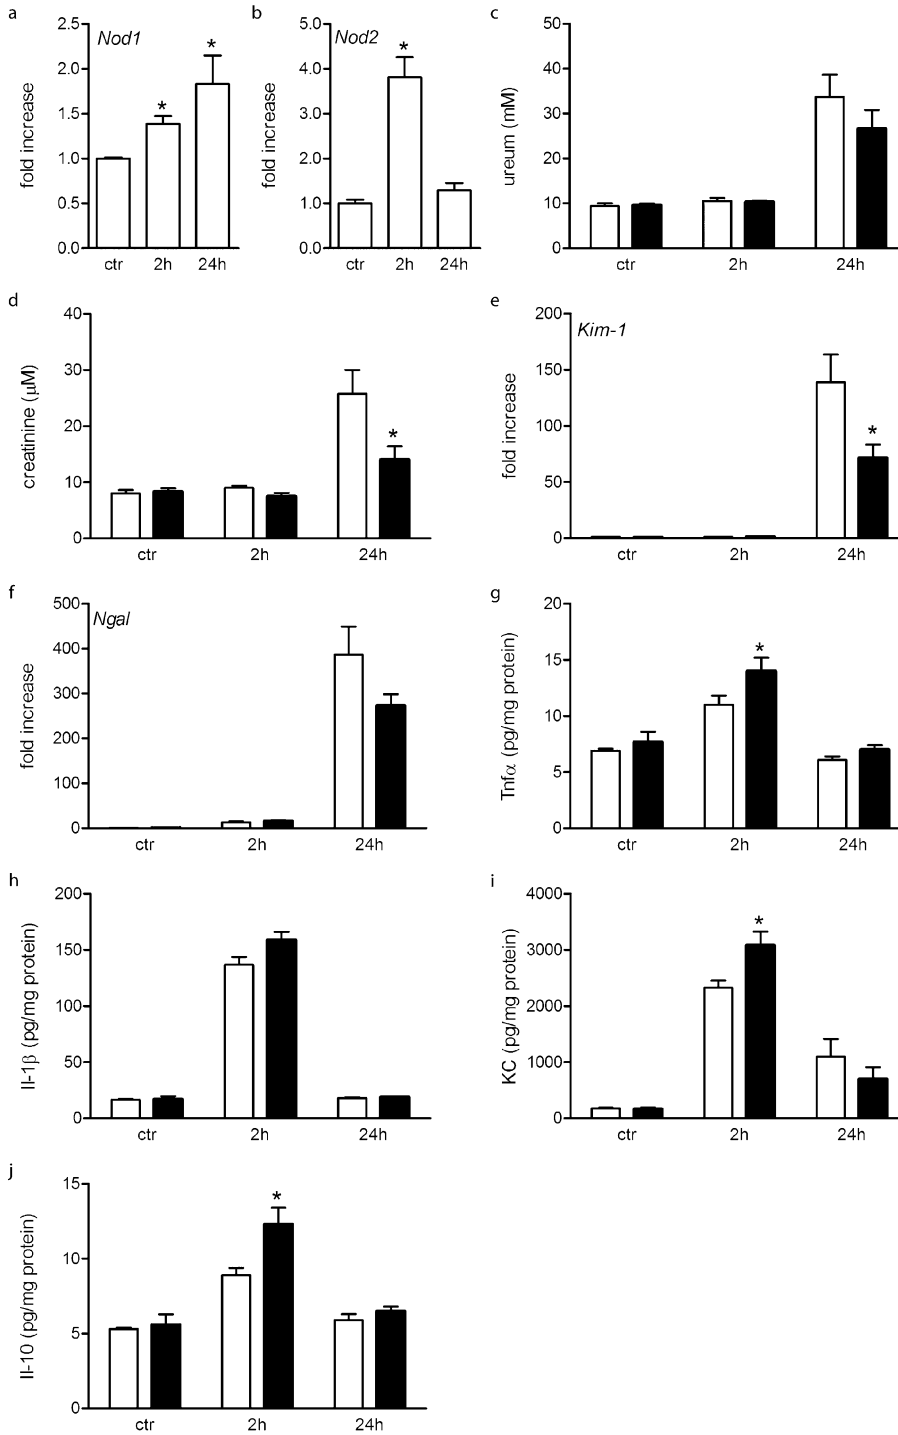 a
Nod1
fold increase
2.5
2.0
1.5
1.0
0.5
0.0
*
*
ctr 2h 24h
b
Nod2
fold increase
5.0
4.0
3.0
2.0
1.0
0.0
*
ctr 2h 24h
c
ureum (mM)
50
40
30
20
10
0
ctr 2h 24h
d
creatinine (μM)
40
30
20
10
0
*
ctr 2h 24h
e
Kim-1
fold increase
200
150
100
50
0
*
ctr 2h 24h
f
Ngal
fold increase
500
400
300
200
100
0
ctr 2h 24h
g
Tnfα (pg/mg protein)
20
15
10
5
0
*
ctr 2h 24h
h
Il-1β (pg/mg protein)
200
150
100
50
0
ctr 2h 24h
i
KC (pg/mg protein)
4000
3000
2000
1000
0
*
ctr 2h 24h
j
Il-10 (pg/mg protein)
15
10
5
0
*
ctr 2h 24h